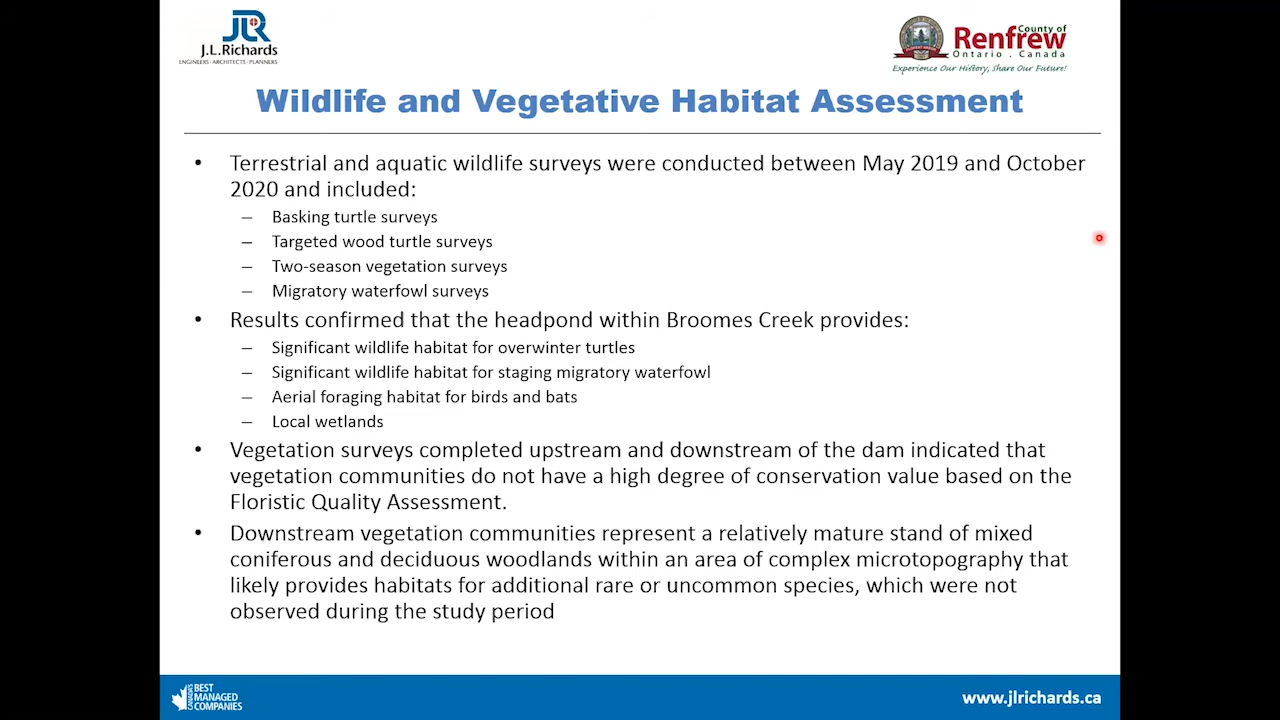 JLR
J.L.Richards
ENGINEERS · ARCHITECTS · PLANNERS
County of
Renfrew
Ontario . Canada
Experience Our History, Share Our Future!
Wildlife and Vegetative Habitat Assessment
• Terrestrial and aquatic wildlife surveys were conducted between May 2019 and October
2020 and included:
– Basking turtle surveys
– Targeted wood turtle surveys
– Two-season vegetation surveys
– Migratory waterfowl surveys
• Results confirmed that the headpond within Broomes Creek provides:
– Significant wildlife habitat for overwinter turtles
– Significant wildlife habitat for staging migratory waterfowl
– Aerial foraging habitat for birds and bats
– Local wetlands
• Vegetation surveys completed upstream and downstream of the dam indicated that
vegetation communities do not have a high degree of conservation value based on the
Floristic Quality Assessment.
• Downstream vegetation communities represent a relatively mature stand of mixed
coniferous and deciduous woodlands within an area of complex microtopography that
likely provides habitats for additional rare or uncommon species, which were not
observed during the study period
CANADA'S
BEST
MANAGED
COMPANIES
www.jlrichards.ca